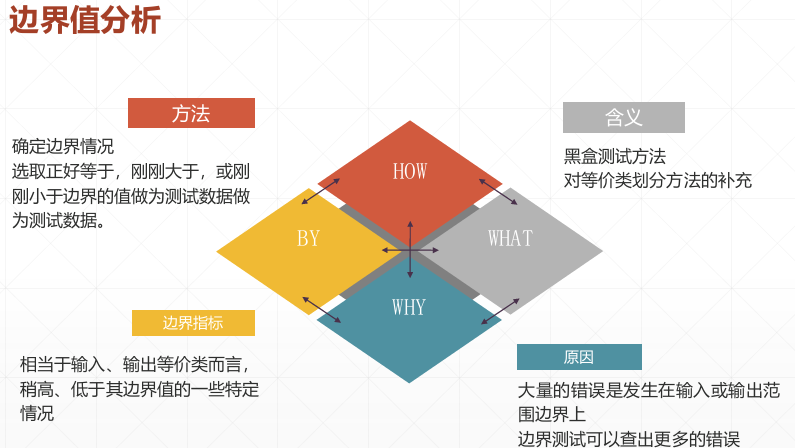 边界值分析
方法
确定边界情况
选取正好等于，刚刚大于，或刚
刚小于边界的值做为测试数据做
为测试数据。
含义
黑盒测试方法
对等价类划分方法的补充
HOW
BY
WHAT
WHY
边界指标
相当于输入、输出等价类而言，
稍高、低于其边界值的一些特定
情况
原因
大量的错误是发生在输入或输出范
围边界上
边界测试可以查出更多的错误